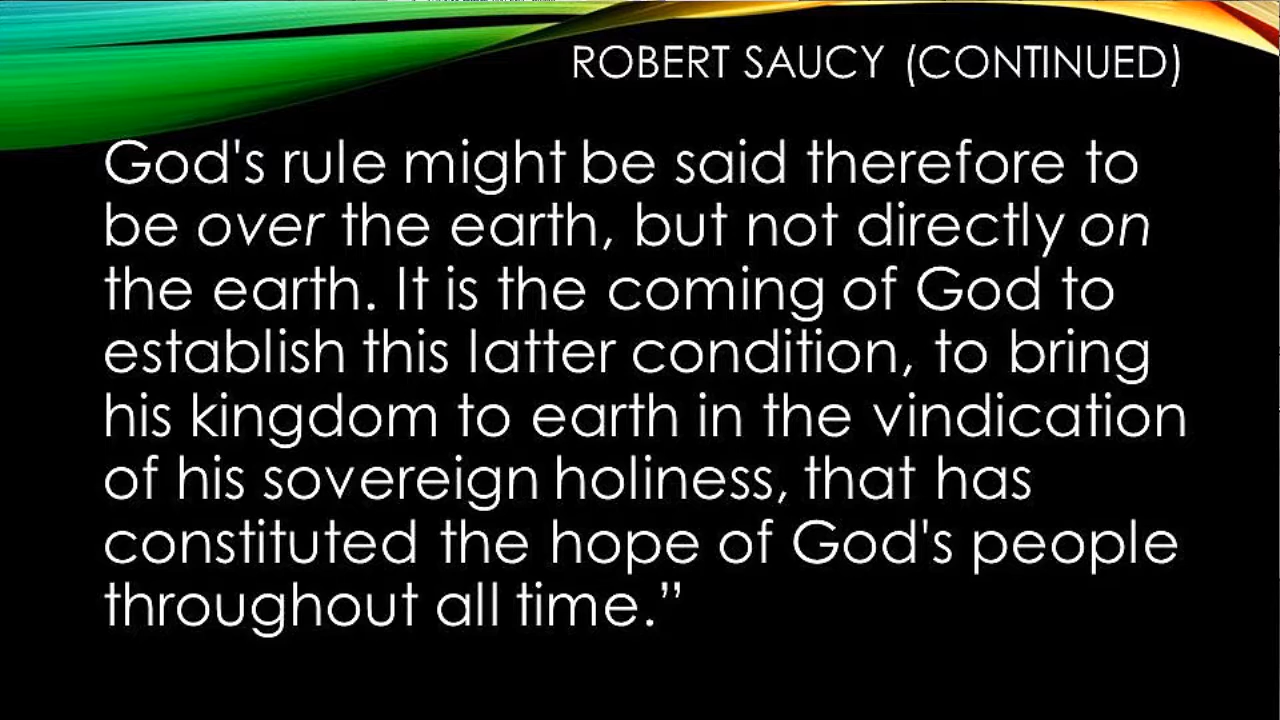 ROBERT SAUCY (CONTINUED)
God's rule might be said therefore to
be over the earth, but not directly on
the earth. It is the coming of God to
establish this latter condition, to bring
his kingdom to earth in the vindication
of his sovereign holiness, that has
constituted the hope of God's people
throughout all time.”